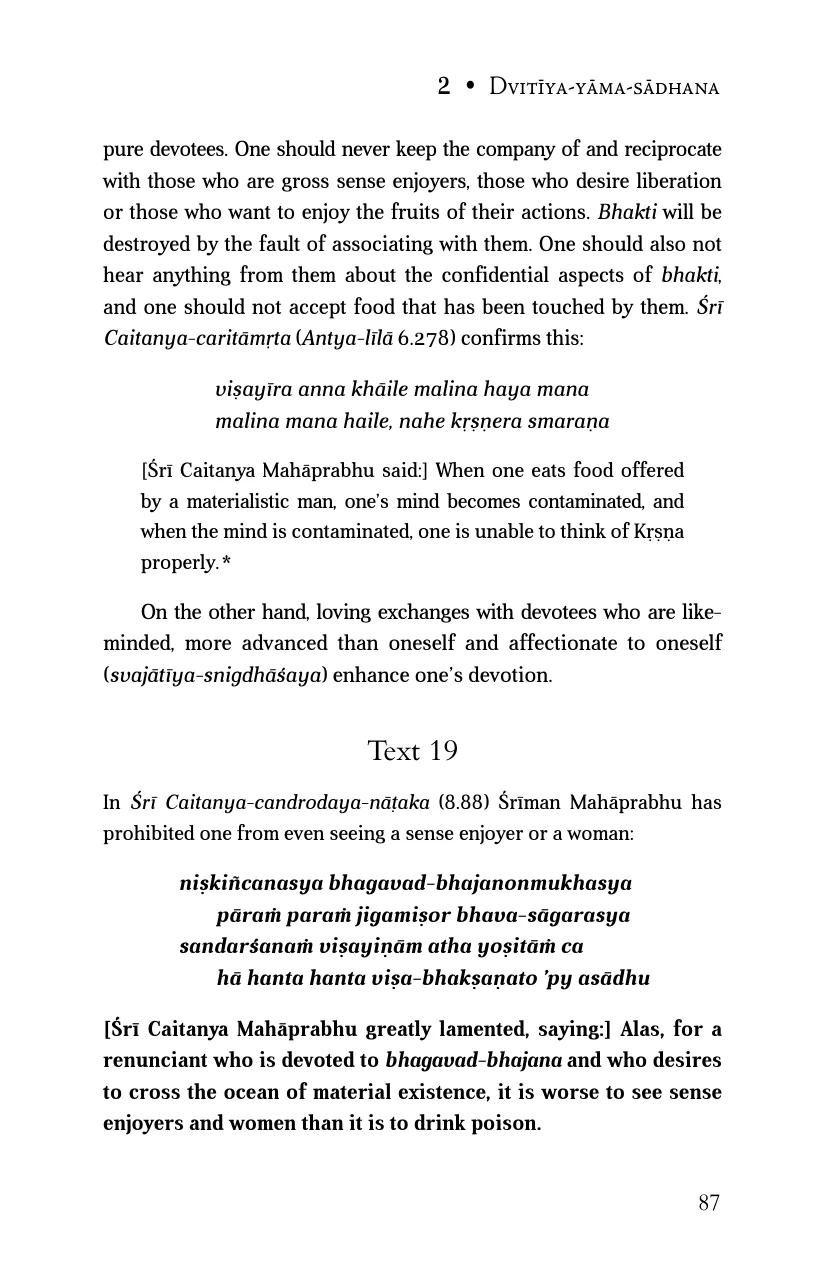 2 • Dvitīya-yāma-sādhana
pure devotees. One should never keep the company of and reciprocate
with those who are gross sense enjoyers, those who desire liberation
or those who want to enjoy the fruits of their actions. Bhakti will be
destroyed by the fault of associating with them. One should also not
hear anything from them about the confidential aspects of bhakti,
and one should not accept food that has been touched by them. Śrī
Caitanya-caritāmṛta (Antya-līlā 6.278) confirms this:
viṣayīra anna khāile malina haya mana
malina mana haile, nahe kṛṣṇera smaraṇa
[Śrī Caitanya Mahāprabhu said:] When one eats food offered
by a materialistic man, one’s mind becomes contaminated, and
when the mind is contaminated, one is unable to think of Kṛṣṇa
properly.*
On the other hand, loving exchanges with devotees who are like-
minded, more advanced than oneself and affectionate to oneself
(svajātīya-snigdhāśaya) enhance one’s devotion.
Text 19
In Śrī Caitanya-candrodaya-nāṭaka (8.88) Śrīman Mahāprabhu has
prohibited one from even seeing a sense enjoyer or a woman:
niṣkiñcanasya bhagavad-bhajanonmukhasya
pāraṁ paraṁ jigamiṣor bhava-sāgarasya
sandarśanaṁ viṣayiṇām atha yoṣitāṁ ca
hā hanta hanta viṣa-bhakṣaṇato ’py asādhu
[Śrī Caitanya Mahāprabhu greatly lamented, saying:] Alas, for a
renunciant who is devoted to bhagavad-bhajana and who desires
to cross the ocean of material existence, it is worse to see sense
enjoyers and women than it is to drink poison.
87